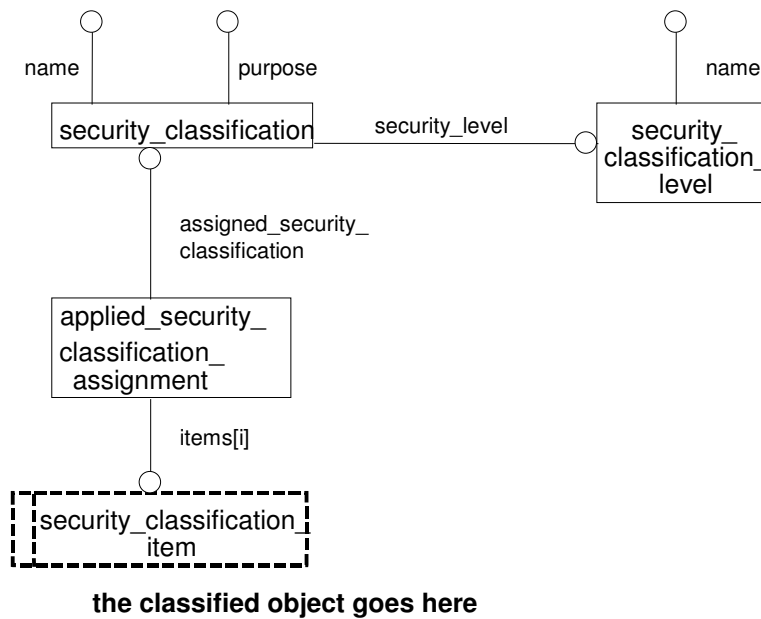 name
purpose
name
security_classification
security_level
security_
classification_
level
assigned_security_
classification
applied_security_
classification_
assignment
items[i]
security_classification_
item
the classified object goes here